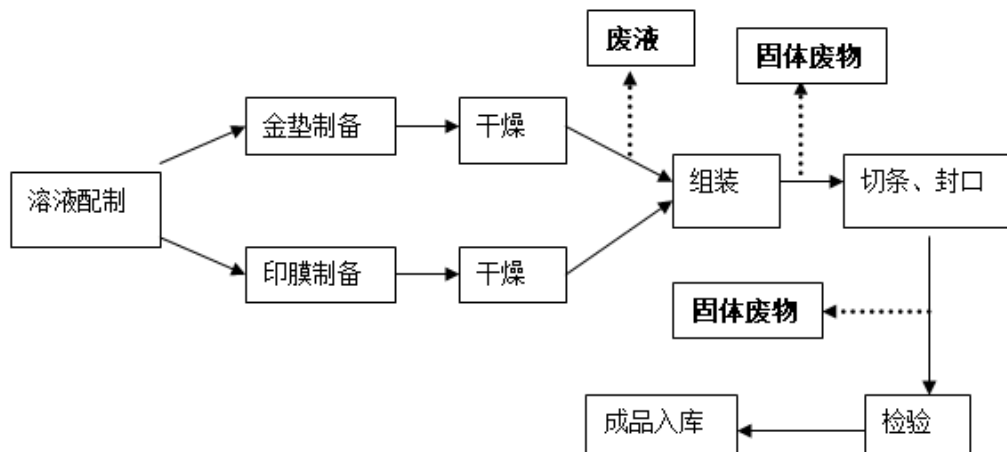 废液
固体废物
金垫制备
干燥
溶液配制
组装
切条、封口
印膜制备
干燥
固体废物
成品入库
检验